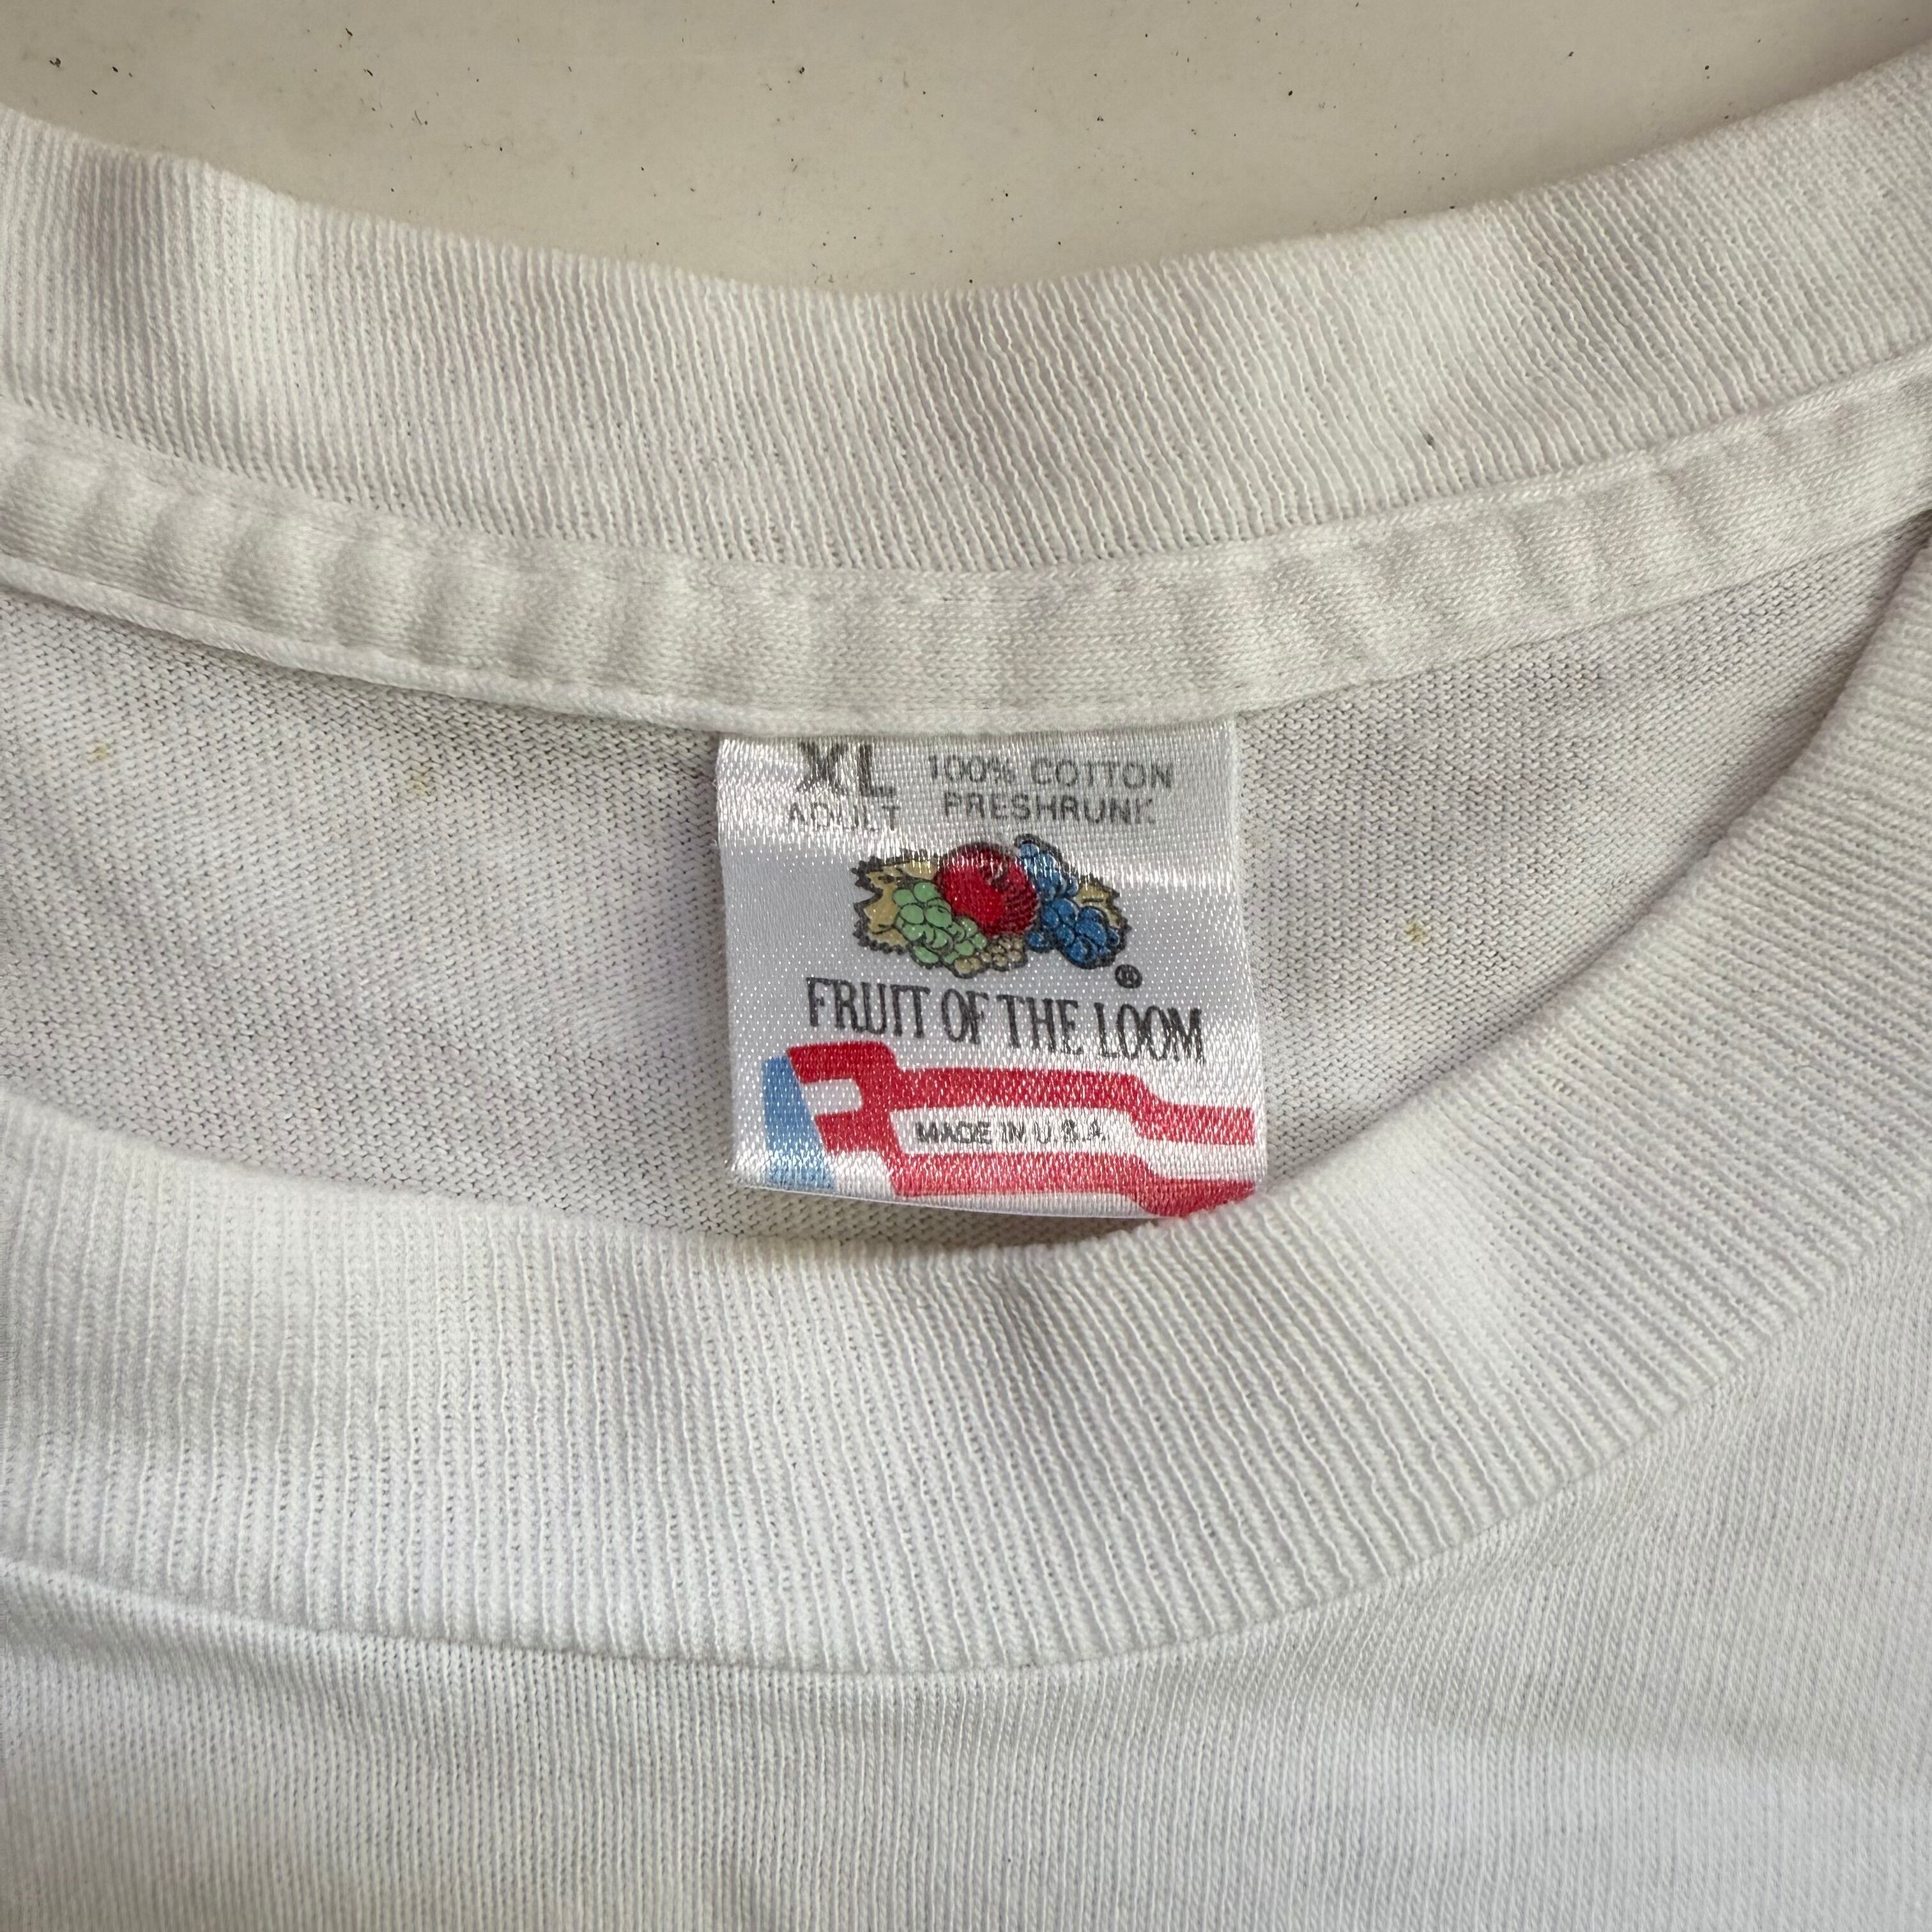 XL 100% COTTON
ADULT PRESHRUNK
®
FRUIT OF THE LOOM
MADE IN U.S.A.